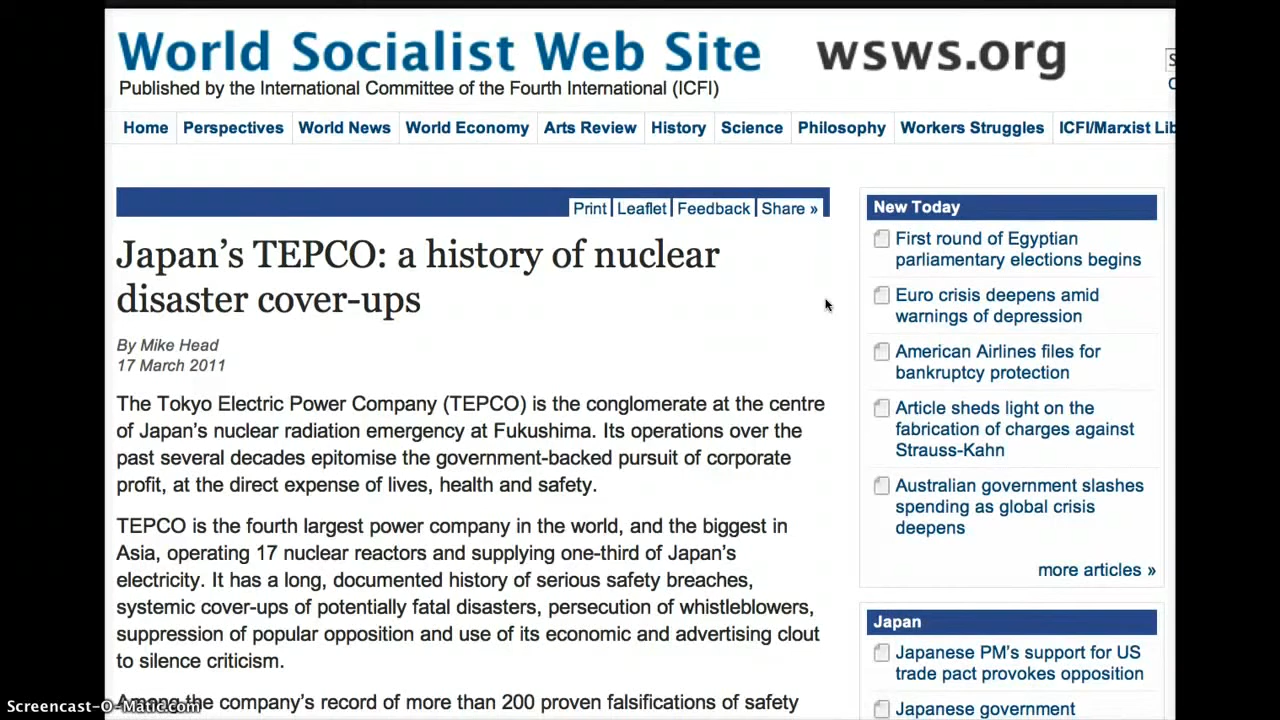 World Socialist Web Site wsws.org
Published by the International Committee of the Fourth International (ICFI)
Home Perspectives World News World Economy Arts Review History Science Philosophy Workers Struggles ICFI/Marxist Lib
Print Leaflet Feedback Share »
Japan's TEPCO: a history of nuclear
disaster cover-ups
By Mike Head
17 March 2011
The Tokyo Electric Power Company (TEPCO) is the conglomerate at the centre
of Japan's nuclear radiation emergency at Fukushima. Its operations over the
past several decades epitomise the government-backed pursuit of corporate
profit, at the direct expense of lives, health and safety.
TEPCO is the fourth largest power company in the world, and the biggest in
Asia, operating 17 nuclear reactors and supplying one-third of Japan's
electricity. It has a long, documented history of serious safety breaches,
systemic cover-ups of potentially fatal disasters, persecution of whistleblowers,
suppression of popular opposition and use of its economic and advertising clout
to silence criticism.
Among the company's record of more than 200 proven falsifications of safety
New Today
First round of Egyptian
parliamentary elections begins
Euro crisis deepens amid
warnings of depression
American Airlines files for
bankruptcy protection
Article sheds light on the
fabrication of charges against
Strauss-Kahn
Australian government slashes
spending as global crisis
deepens
more articles »
Japan
Japanese PM's support for US
trade pact provokes opposition
Japanese government
Screencast-O-Matic.com